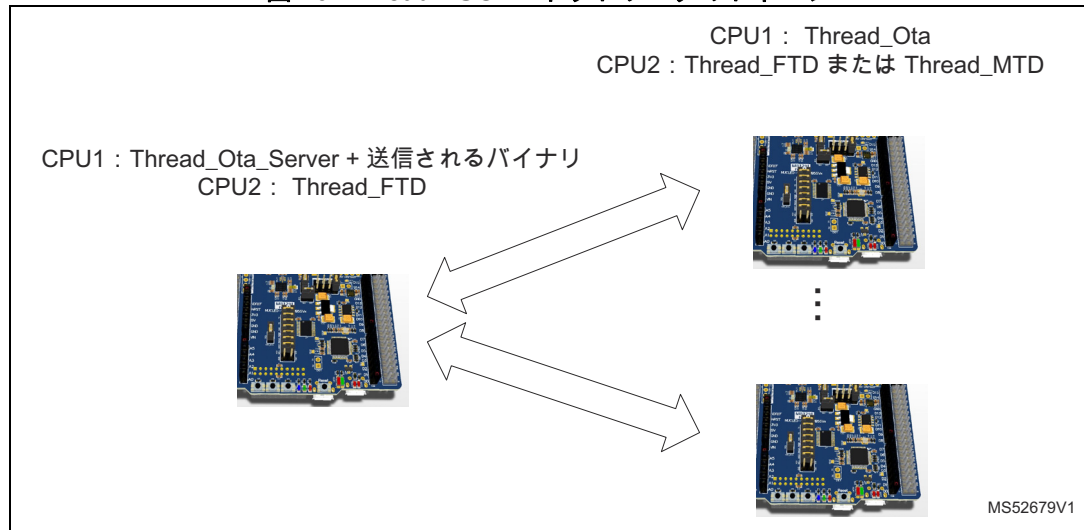 CPU1： Thread_Ota
CPU2：Thread_FTD または Thread_MTD
CPU1：Thread_Ota_Server + 送信されるバイナリ
CPU2： Thread_FTD
MS52679V1